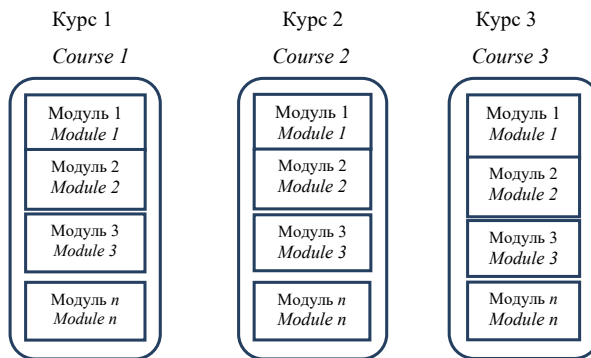 Курс 1
Course 1
Модуль 1
Module 1
Модуль 2
Module 2
Модуль 3
Module 3
Модуль n
Module n
Курс 2
Course 2
Модуль 1
Module 1
Модуль 2
Module 2
Модуль 3
Module 3
Модуль n
Module n
Курс 3
Course 3
Модуль 1
Module 1
Модуль 2
Module 2
Модуль 3
Module 3
Модуль n
Module n